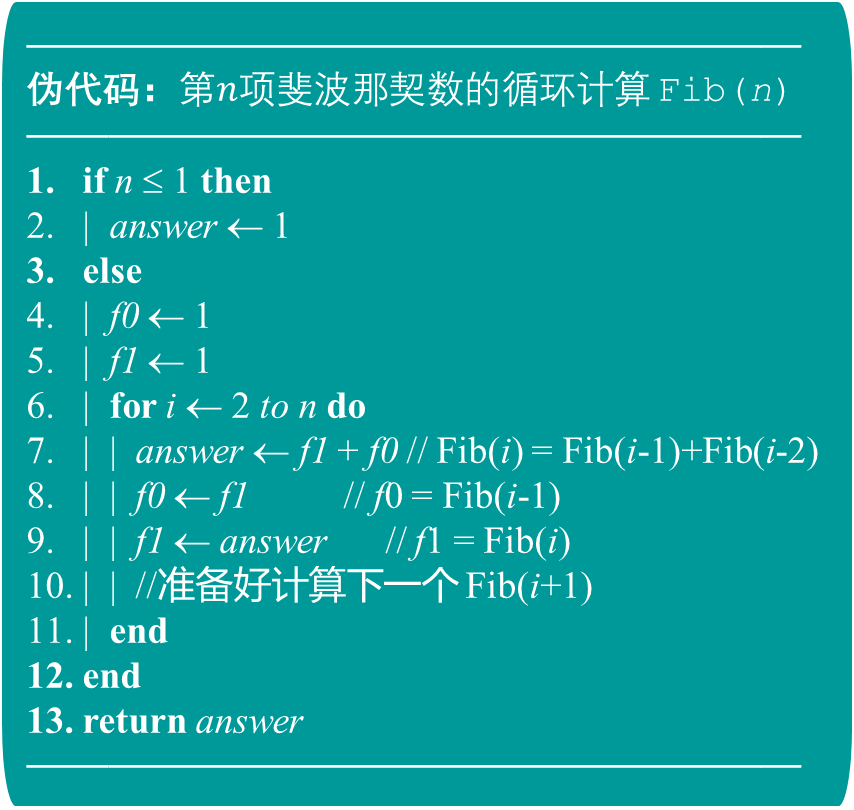 伪代码：第n项斐波那契数的循环计算 Fib(n)
1. if n ≤ 1 then
2. | answer ← 1
3. else
4. | f0 ← 1
5. | f1 ← 1
6. | for i ← 2 to n do
7. | | answer ← f1 + f0 // Fib(i) = Fib(i-1)+Fib(i-2)
8. | | f0 ← f1 // f0 = Fib(i-1)
9. | | f1 ← answer // f1 = Fib(i)
10. | | //准备好计算下一个 Fib(i+1)
11. | end
12. end
13. return answer